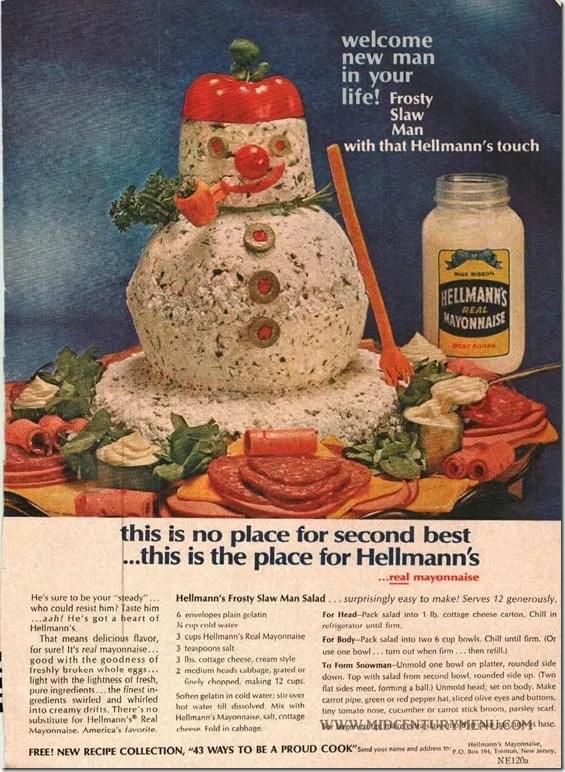 welcome
new man
in your
life! Frosty
Slaw
Man
with that Hellmann's touch
BLUE RIBBON
HELLMANN'S
REAL
MAYONNAISE
BEST FOODS
this is no place for second best
...this is the place for Hellmann's
...real mayonnaise
He's sure to be your "steady"...
who could resist him? Taste him
...aah! He's got a heart of
Hellmann's.
That means delicious flavor,
for sure! It's real mayonnaise...
good with the goodness of
freshly broken whole eggs...
light with the lightness of fresh,
pure ingredients...the finest in-
gredients swirled and whirled
into creamy drifts. There's no
substitute for Hellmann's® Real
Mayonnaise. America's favorite.
Hellmann's Frosty Slaw Man Salad...surprisingly easy to make! Serves 12 generously.
6 envelopes plain gelatin
¾ cup cold water
3 cups Hellmann's Real Mayonnaise
3 teaspoons salt
3 lbs. cottage cheese, cream style
2 medium heads cabbage, grated or
finely chopped, making 12 cups.
Soften gelatin in cold water; stir over
hot water till dissolved. Mix with
Hellmann's Mayonnaise, salt, cottage
cheese. Fold in cabbage.
For Head—Pack salad into 1 lb. cottage cheese carton. Chill in
refrigerator until firm.
For Body—Pack salad into two 6 cup bowls. Chill until firm. (Or
use one bowl...turn out when firm...then refill.)
To Form Snowman—Unmold one bowl on platter, rounded side
down. Top with salad from second bowl, rounded side up. (Two
flat sides meet, forming a ball.) Unmold head; set on body. Make
carrot pipe, green or red pepper hat, sliced olive eyes and buttons,
tiny tomato nose, cucumber or carrot stick broom, parsley scarf.
For larger
base.
WWW.MIDCENTURYMENU.COM
FREE! NEW RECIPE COLLECTION, "43 WAYS TO BE A PROUD COOK" Send your name and address to: Hellmann's Mayonnaise,
P.O. Box 194, Trenton, New Jersey
NE120a